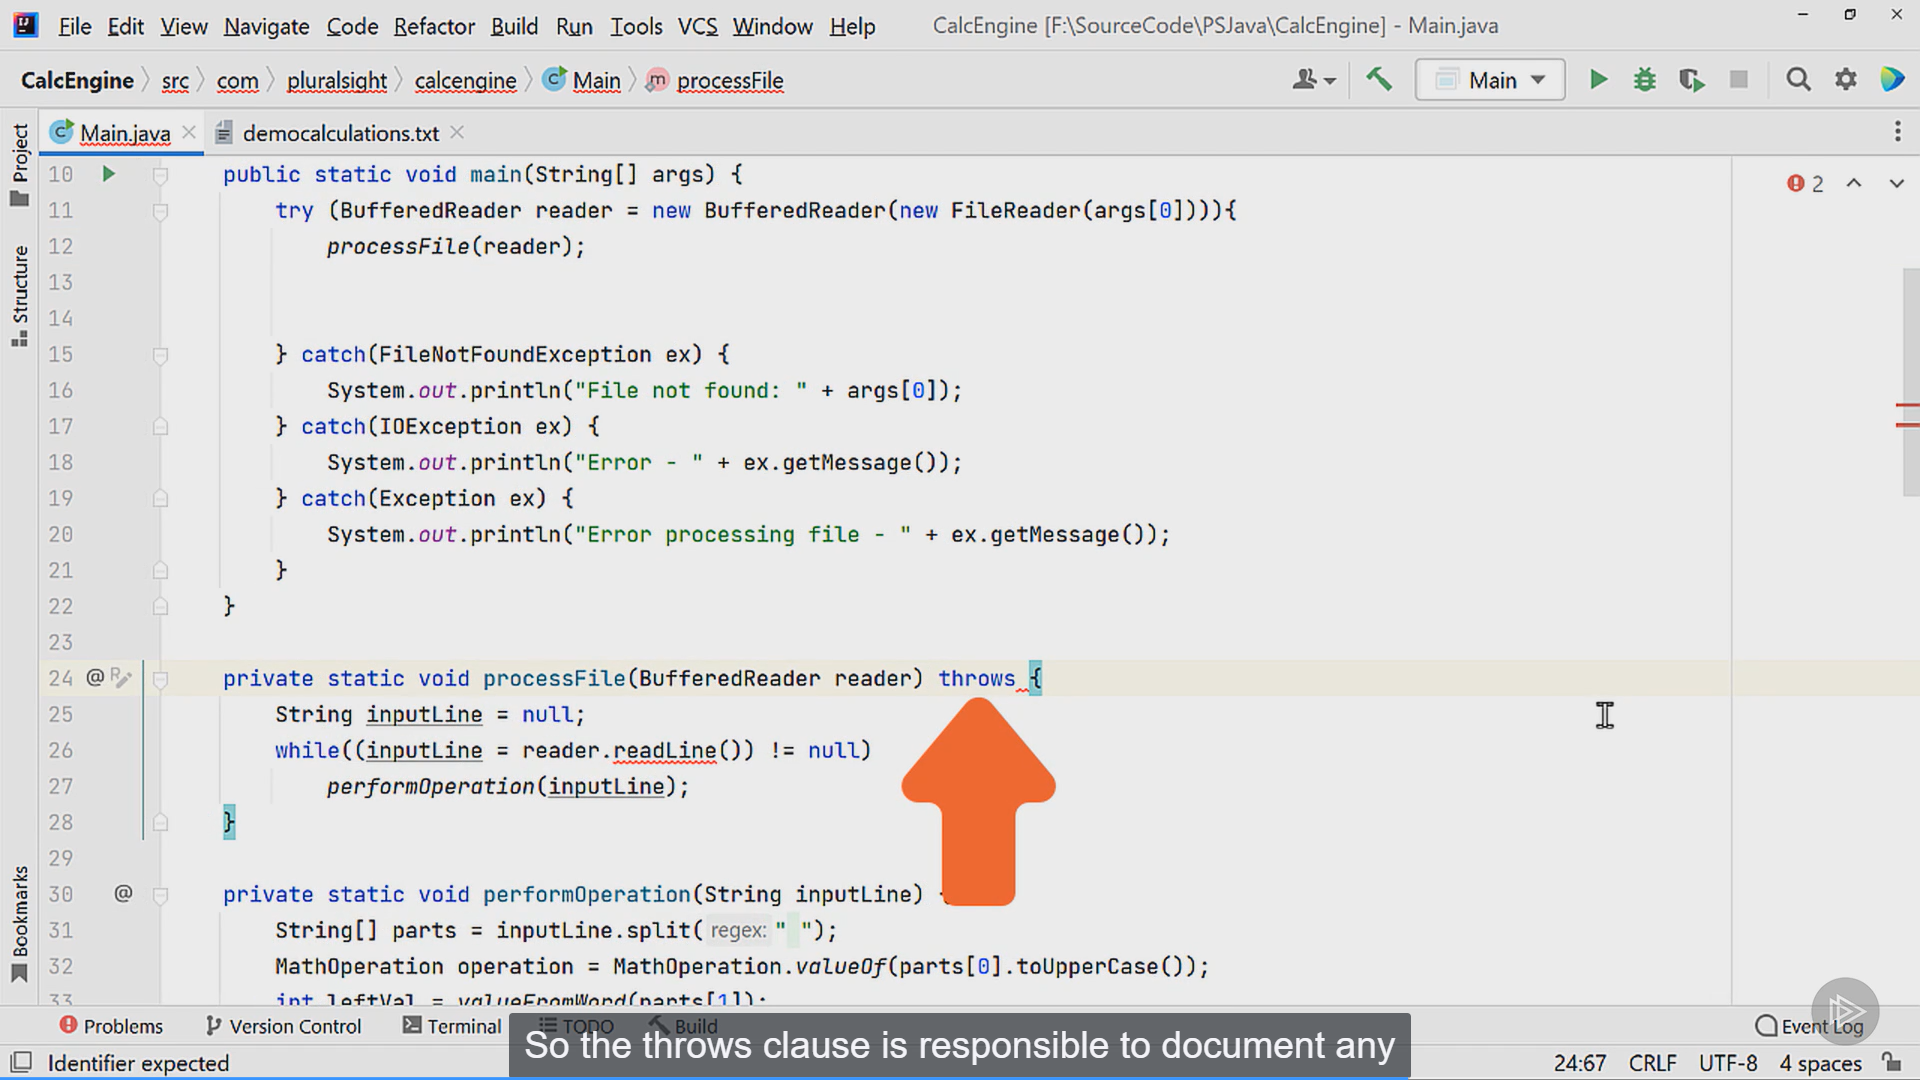 File Edit View Navigate Code Refactor Build Run Tools VCS Window Help CalcEngine [F:\SourceCode\PSJava\CalcEngine] - Main.java
CalcEngine src com pluralsight calcengine Main processFile Main
Main.java democalculations.txt
Project
Structure
Bookmarks
2
10 public static void main(String[] args) {
11 try (BufferedReader reader = new BufferedReader(new FileReader(args[0]))){
12 processFile(reader);
13
14
15 } catch(FileNotFoundException ex) {
16 System.out.println("File not found: " + args[0]);
17 } catch(IOException ex) {
18 System.out.println("Error - " + ex.getMessage());
19 } catch(Exception ex) {
20 System.out.println("Error processing file - " + ex.getMessage());
21 }
22 }
23
24 @ private static void processFile(BufferedReader reader) throws {
25 String inputLine = null;
26 while((inputLine = reader.readLine()) != null)
27 performOperation(inputLine);
28 }
29
30 @ private static void performOperation(String inputLine) {
31 String[] parts = inputLine.split( regex: " ");
32 MathOperation operation = MathOperation.valueOf(parts[0].toUpperCase());
33 int leftVal = valueFromWord(parts[1]);
Problems Version Control Terminal TODO Build Event Log
So the throws clause is responsible to document any
Identifier expected 24:67 CRLF UTF-8 4 spaces